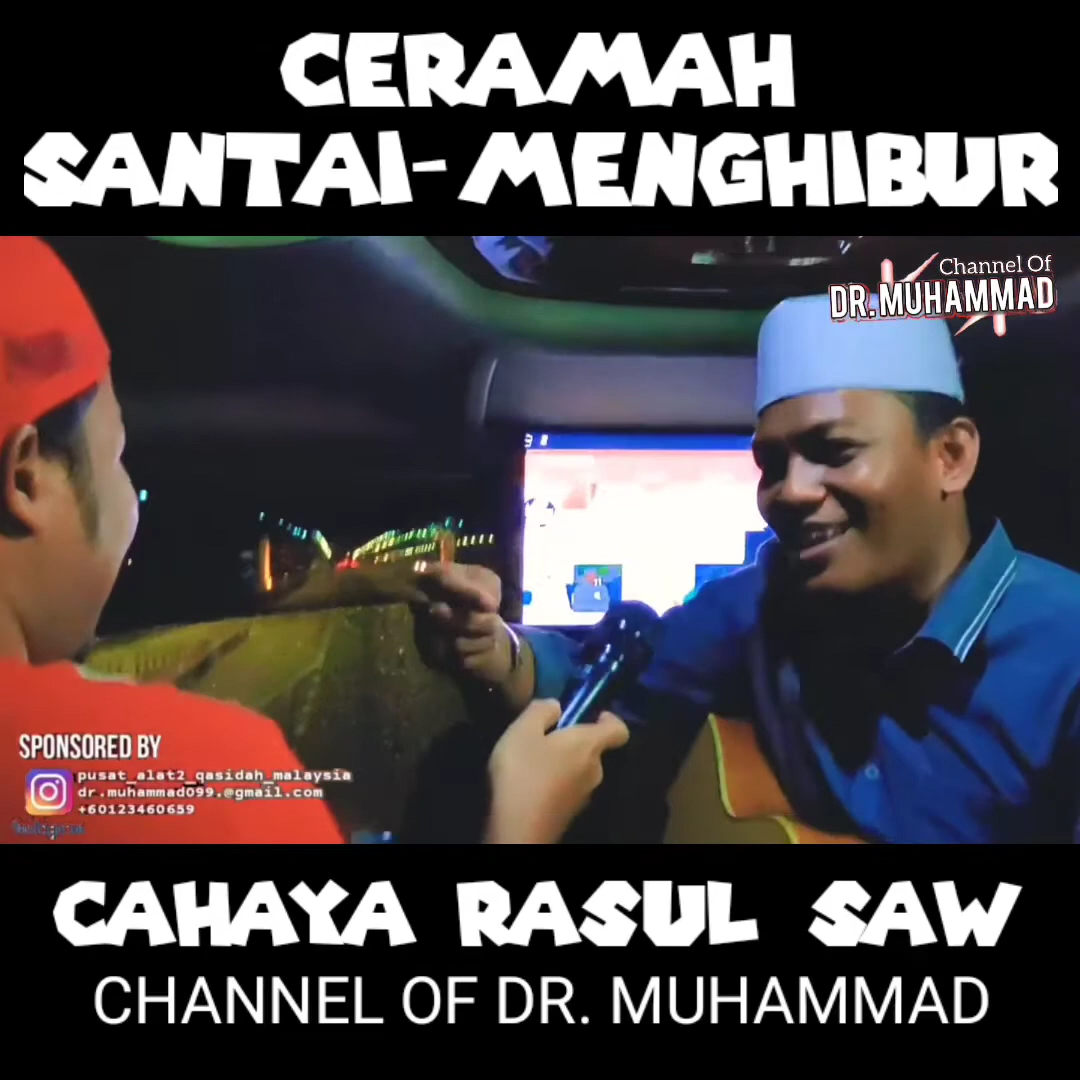 CERAMAH
SANTAI-MENGHIBUR
Channel Of
DR. MUHAMMAD
SPONSORED BY
pusat_alat2_qasidah_malaysia
dr.muhammad099.@gmail.com
+60123460659
CAHAYA RASUL SAW
CHANNEL OF DR. MUHAMMAD